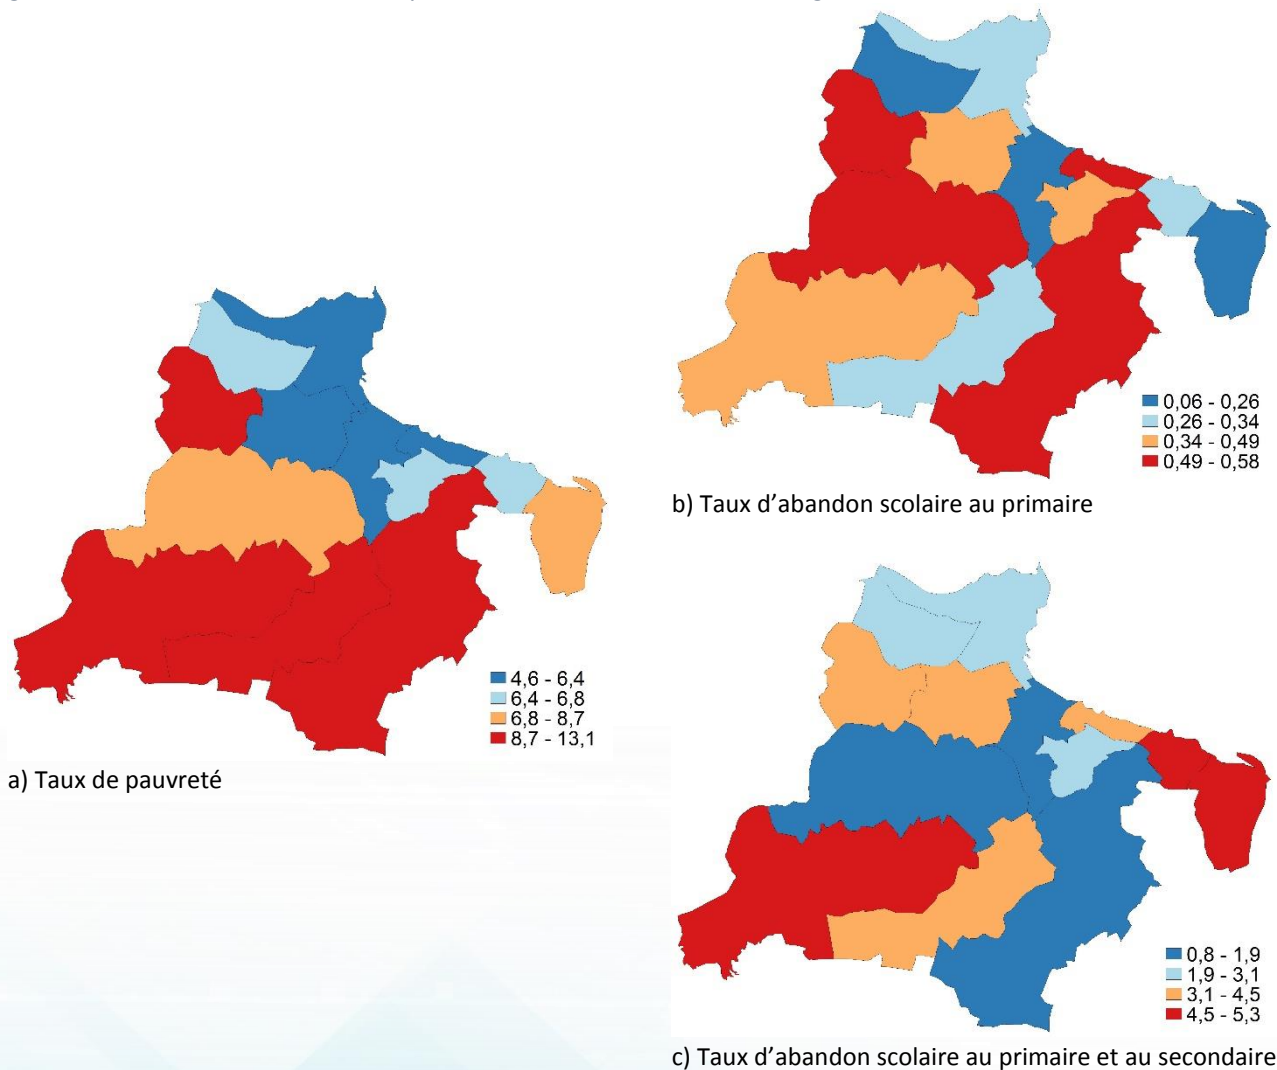 4,6 - 6,4
6,4 - 6,8
6,8 - 8,7
8,7 - 13,1
a) Taux de pauvreté
0,06 - 0,26
0,26 - 0,34
0,34 - 0,49
0,49 - 0,58
b) Taux d’abandon scolaire au primaire
0,8 - 1,9
1,9 - 3,1
3,1 - 4,5
4,5 - 5,3
c) Taux d’abandon scolaire au primaire et au secondaire